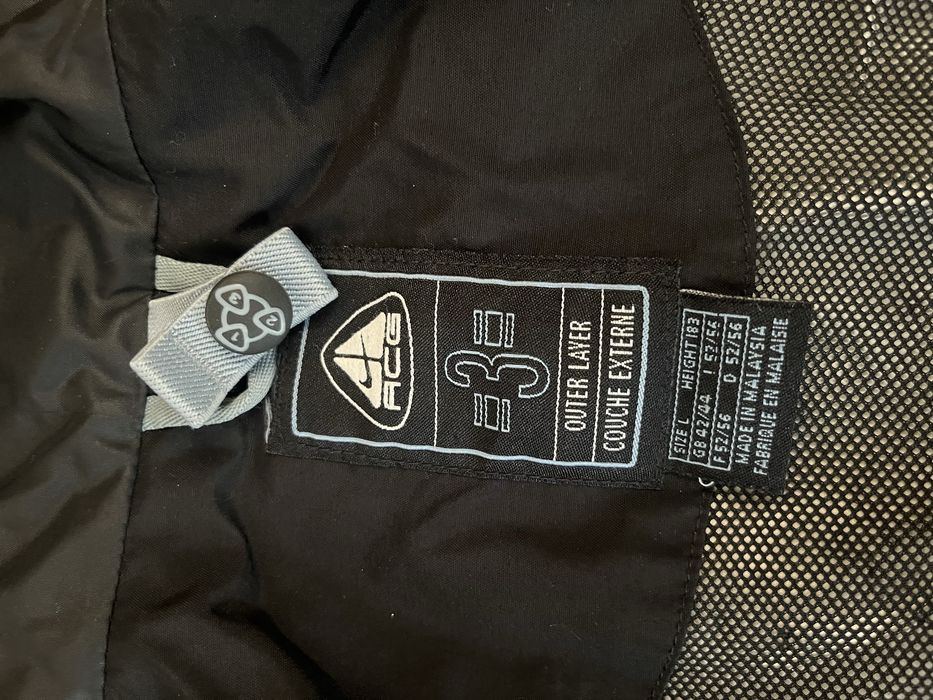 ACG
=3=
OUTER LAYER
COUCHE EXTERNE
SIZE L HEIGHT 183
GB 42/44 I 52/56
F 52/56 D 52/56
MADE IN MALAYSIA
FABRIQUE EN MALAISIE